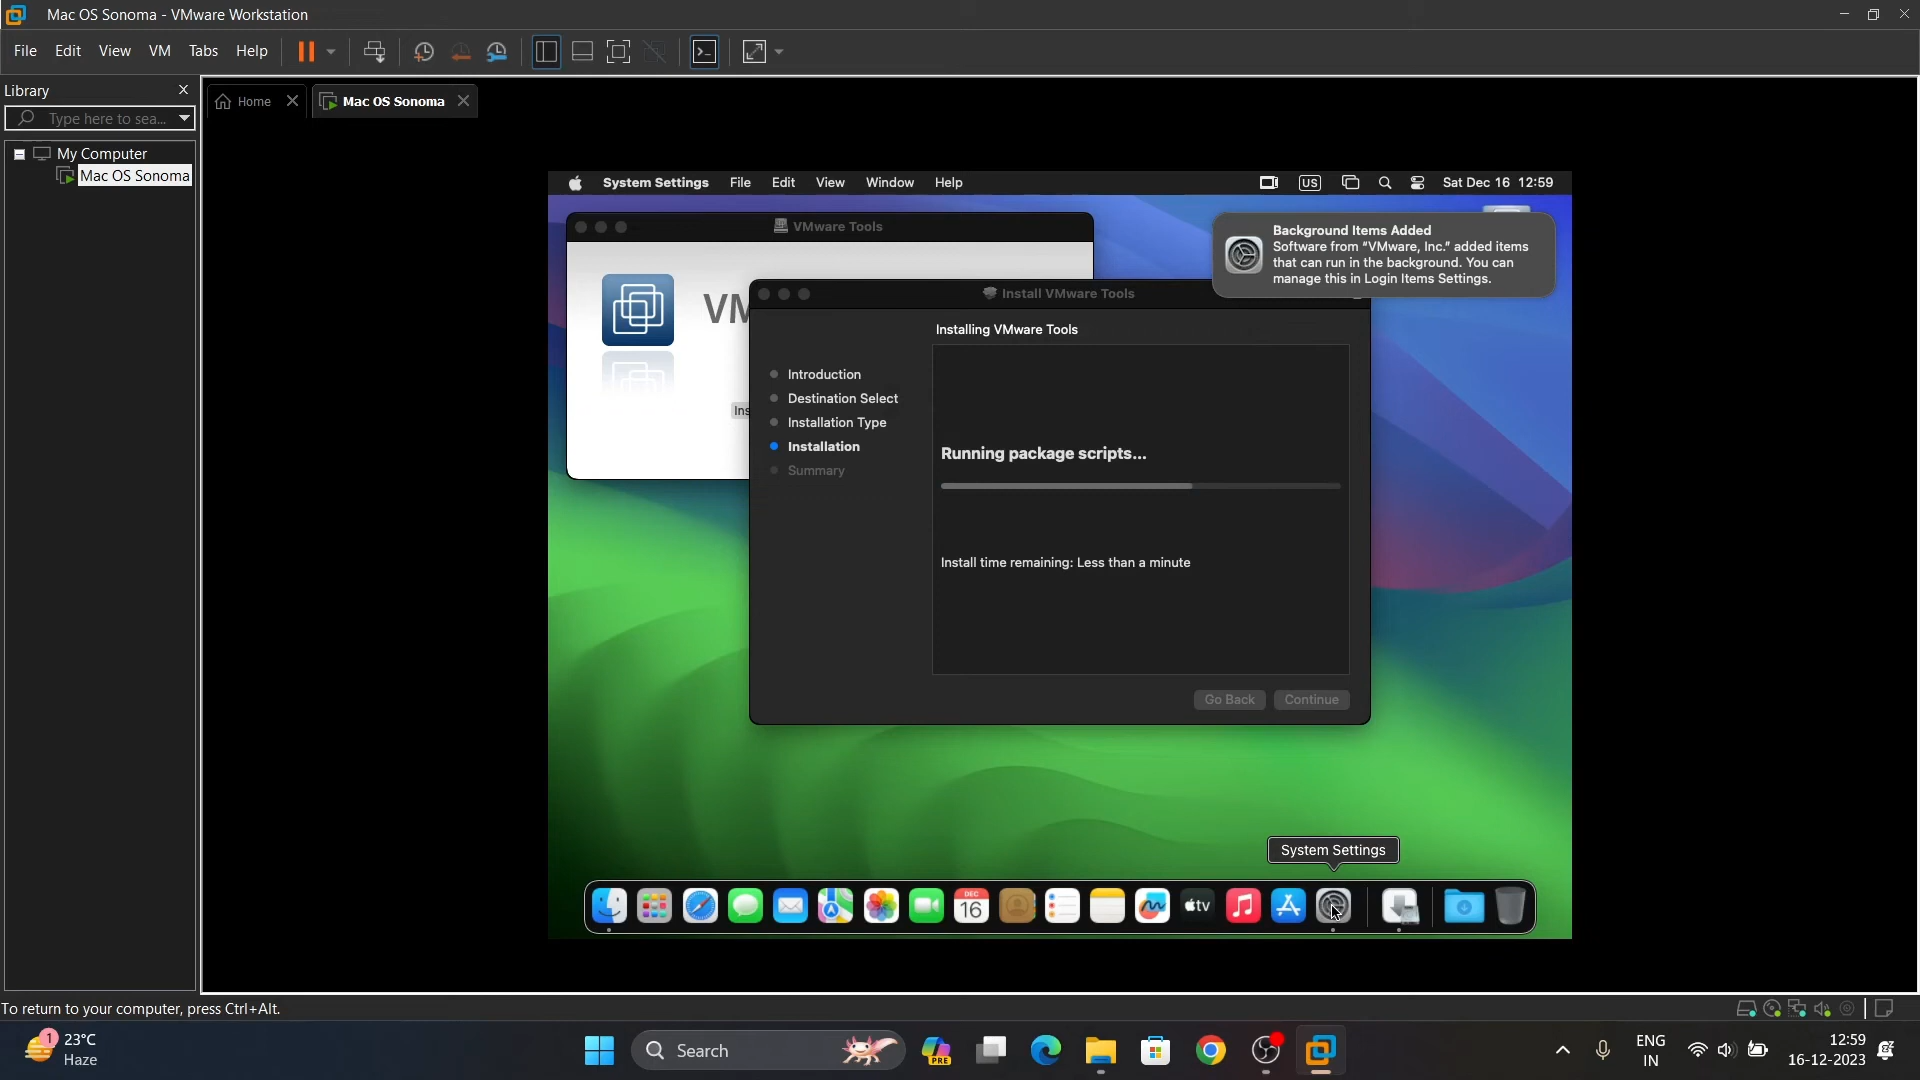 Mac OS Sonoma - VMware Workstation
File Edit View VM Tabs Help
Library
Type here to sea...
My Computer
Mac OS Sonoma
Home
Mac OS Sonoma
System Settings File Edit View Window Help
US
Sat Dec 16 12:59
VMware Tools
Background Items Added
Software from "VMware, Inc." added items
that can run in the background. You can
manage this in Login Items Settings.
VM
Ins
Install VMware Tools
Installing VMware Tools
Introduction
Destination Select
Installation Type
Installation
Summary
Running package scripts...
Install time remaining: Less than a minute
Go Back
Continue
System Settings
DEC
16
tv
To return to your computer, press Ctrl+Alt.
1
23°C
Haze
Search
PRE
ENG
IN
12:59
16-12-2023